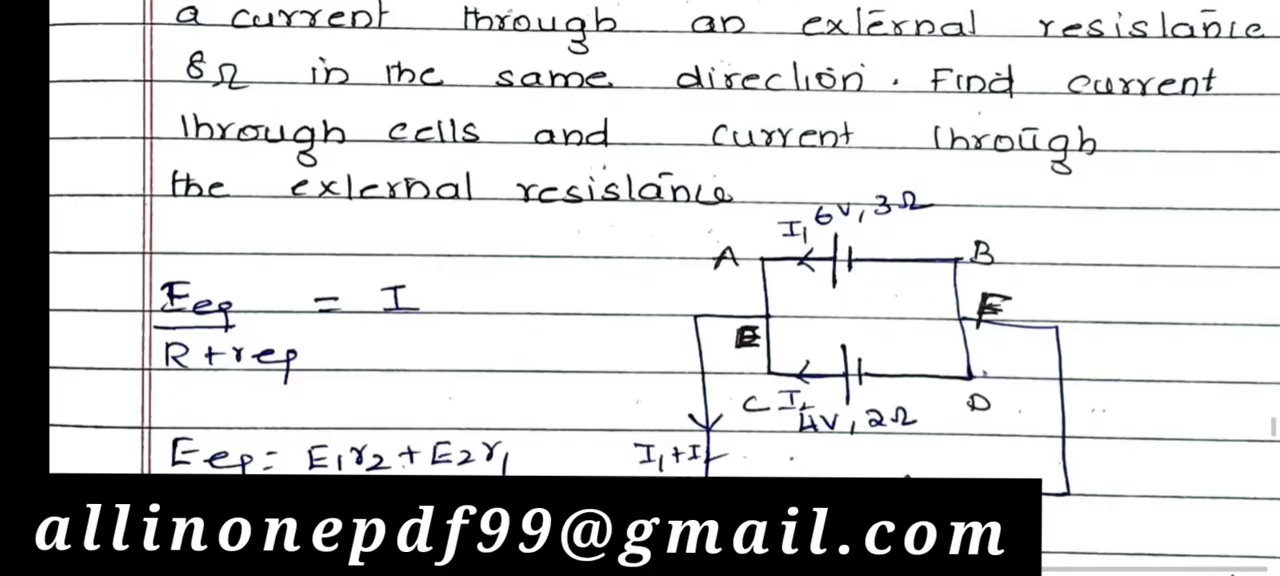 a current through an external resistance
8Ω in the same direction. Find current
through cells and current through
the external resistance
I₁ 6V, 3Ω
A B
Eeq = I
R + req
E F
C I₂ D
4V, 2Ω
Eeq = E₁r₂ + E₂r₁
I₁ + I₂
allinonepdf99@gmail.com